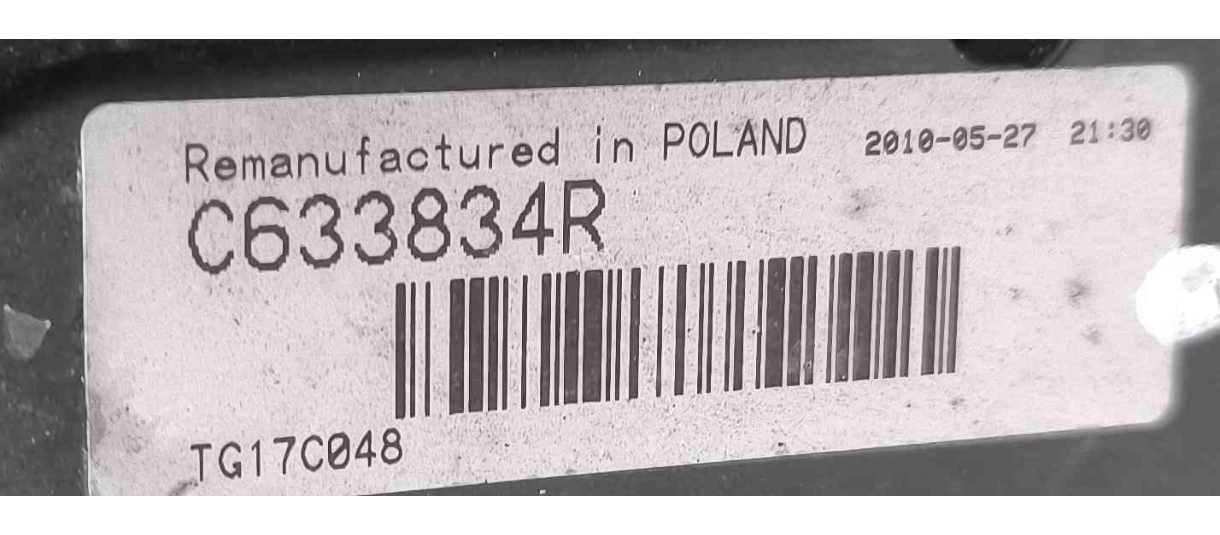 Remanufactured in POLAND 2010-05-27 21:30
C633834R
TG17C048